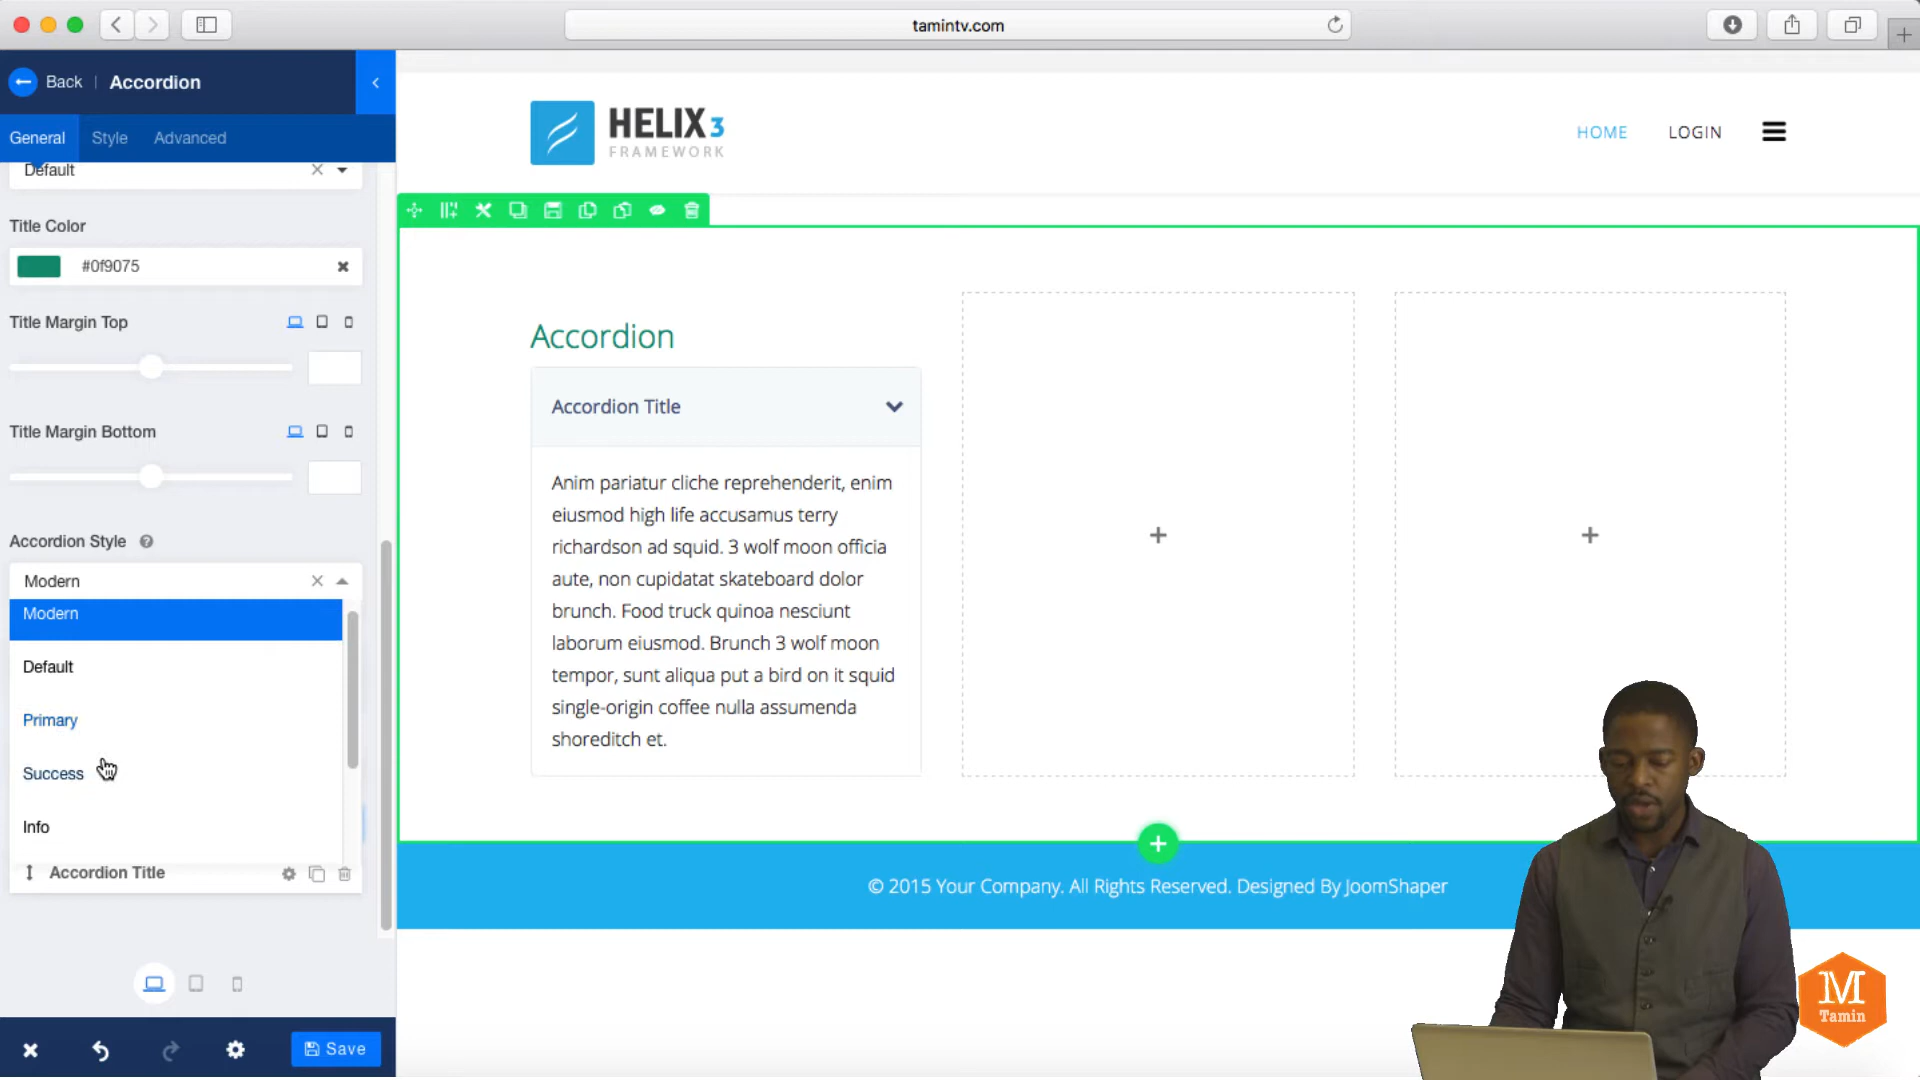 tamintv.com
Back | Accordion
General Style Advanced
Default
Title Color
#0f9075
Title Margin Top
Title Margin Bottom
Accordion Style
Modern
Modern
Default
Primary
Success
Info
Accordion Title
Save
HELIX 3
FRAMEWORK
HOME LOGIN
Accordion
Accordion Title
Anim pariatur cliche reprehenderit, enim
eiusmod high life accusamus terry
richardson ad squid. 3 wolf moon officia
aute, non cupidatat skateboard dolor
brunch. Food truck quinoa nesciunt
laborum eiusmod. Brunch 3 wolf moon
tempor, sunt aliqua put a bird on it squid
single-origin coffee nulla assumenda
shoreditch et.
© 2015 Your Company. All Rights Reserved. Designed By JoomShaper
M
Tamin